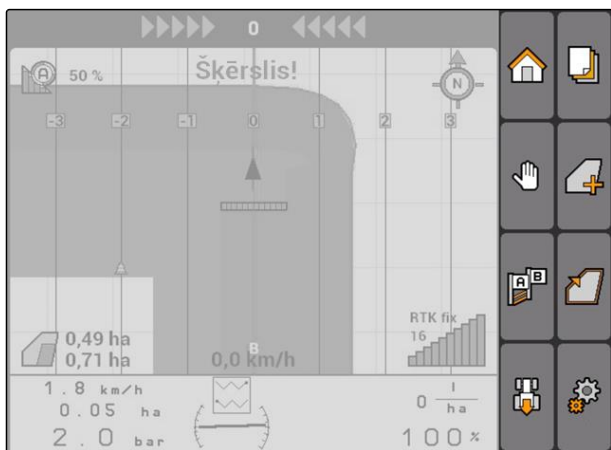 0
50 %
Šķērslis!
N
A
-3 -2 -1 0 1 2 3
A B
RTK fix
16
0,49 ha
0,71 ha
0,0 km/h
B
1.8 km/h
0.05 ha
2.0 bar
0 l/ha
100%